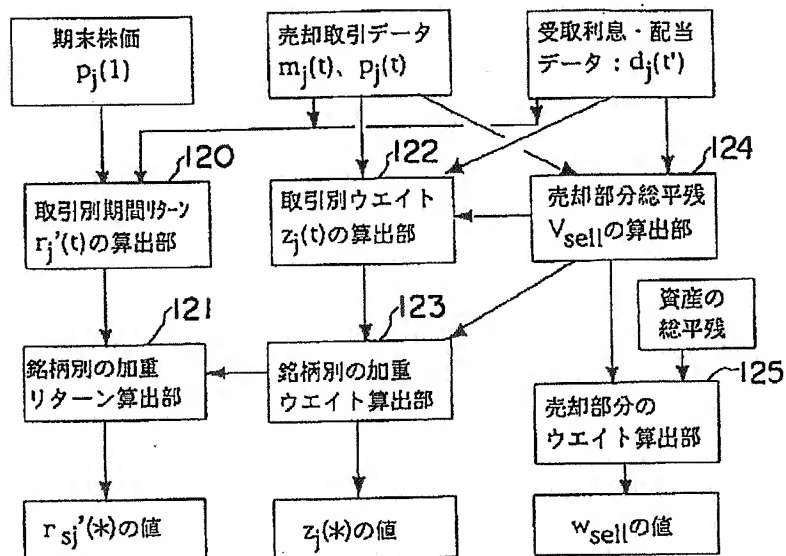 期末株価
pj(1)
売却取引データ
mj(t)、pj(t)
受取利息・配当
データ：dj(t')
120
122
124
取引別期間リターン
rj'(t)の算出部
取引別ウエイト
zj(t)の算出部
売却部分総平残
Vsellの算出部
資産の
総平残
121
123
125
銘柄別の加重
リターン算出部
銘柄別の加重
ウエイト算出部
売却部分の
ウエイト算出部
rsj'(*)の値
zj(*)の値
wsellの値